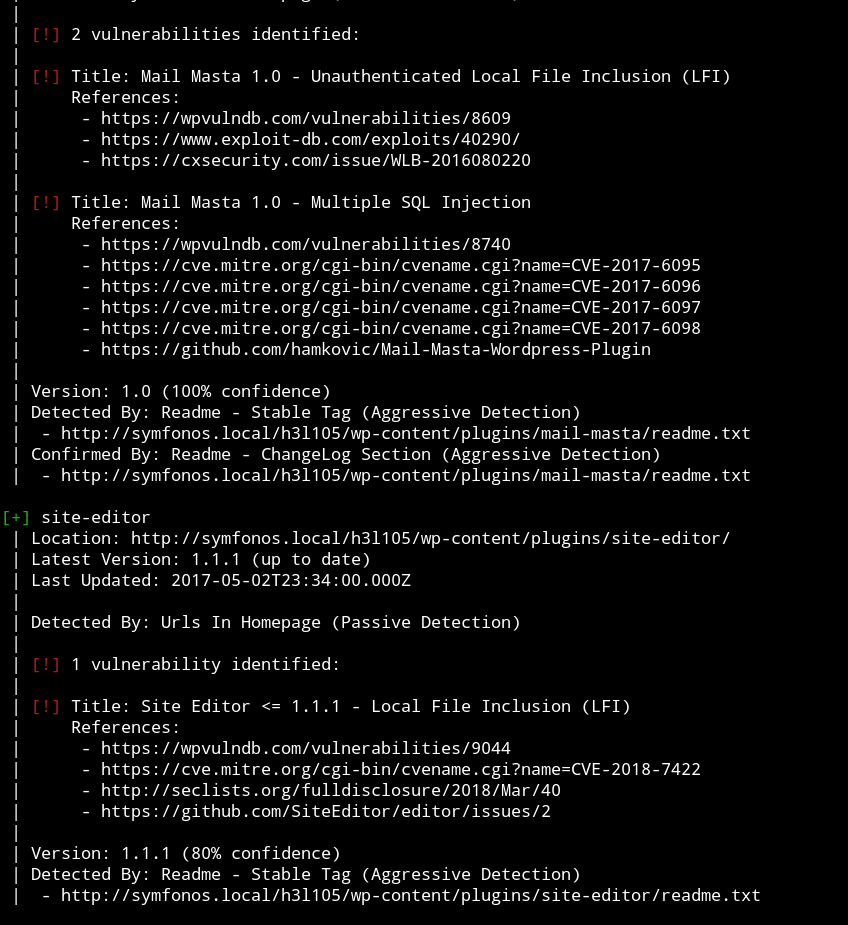 |
| [!] 2 vulnerabilities identified:
|
| [!] Title: Mail Masta 1.0 - Unauthenticated Local File Inclusion (LFI)
|     References:
|      - https://wpvulndb.com/vulnerabilities/8609
|      - https://www.exploit-db.com/exploits/40290/
|      - https://cxsecurity.com/issue/WLB-2016080220
|
| [!] Title: Mail Masta 1.0 - Multiple SQL Injection
|     References:
|      - https://wpvulndb.com/vulnerabilities/8740
|      - https://cve.mitre.org/cgi-bin/cvename.cgi?name=CVE-2017-6095
|      - https://cve.mitre.org/cgi-bin/cvename.cgi?name=CVE-2017-6096
|      - https://cve.mitre.org/cgi-bin/cvename.cgi?name=CVE-2017-6097
|      - https://cve.mitre.org/cgi-bin/cvename.cgi?name=CVE-2017-6098
|      - https://github.com/hamkovic/Mail-Masta-Wordpress-Plugin
|
| Version: 1.0 (100% confidence)
| Detected By: Readme - Stable Tag (Aggressive Detection)
|  - http://symfonos.local/h3l105/wp-content/plugins/mail-masta/readme.txt
| Confirmed By: Readme - ChangeLog Section (Aggressive Detection)
|  - http://symfonos.local/h3l105/wp-content/plugins/mail-masta/readme.txt

[+] site-editor
| Location: http://symfonos.local/h3l105/wp-content/plugins/site-editor/
| Latest Version: 1.1.1 (up to date)
| Last Updated: 2017-05-02T23:34:00.000Z
|
| Detected By: Urls In Homepage (Passive Detection)
|
| [!] 1 vulnerability identified:
|
| [!] Title: Site Editor <= 1.1.1 - Local File Inclusion (LFI)
|     References:
|      - https://wpvulndb.com/vulnerabilities/9044
|      - https://cve.mitre.org/cgi-bin/cvename.cgi?name=CVE-2018-7422
|      - http://seclists.org/fulldisclosure/2018/Mar/40
|      - https://github.com/SiteEditor/editor/issues/2
|
| Version: 1.1.1 (80% confidence)
| Detected By: Readme - Stable Tag (Aggressive Detection)
|  - http://symfonos.local/h3l105/wp-content/plugins/site-editor/readme.txt